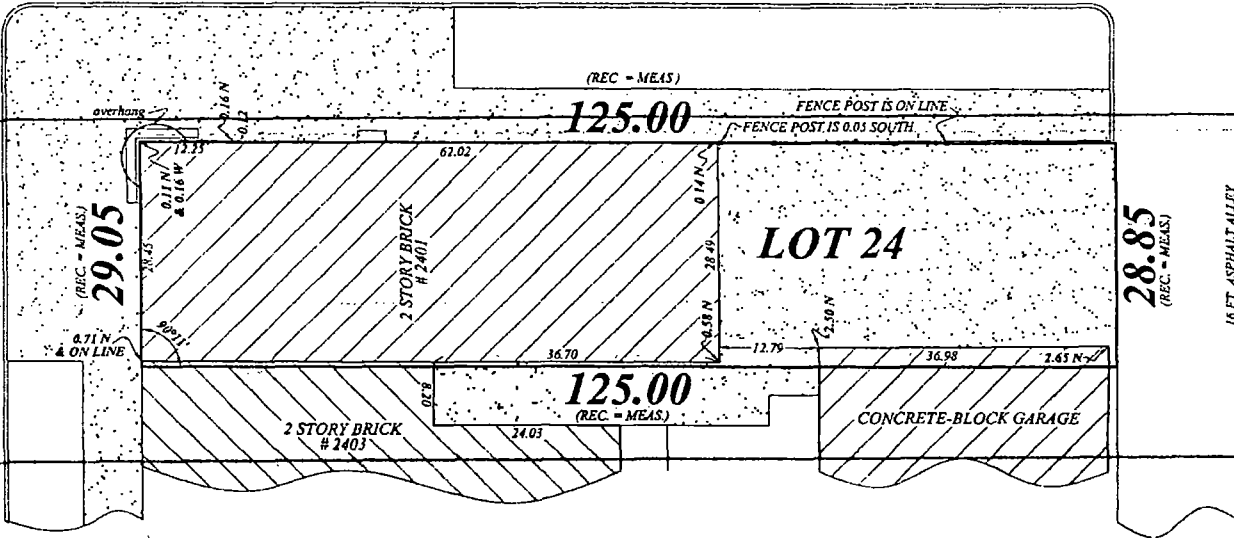 (REC = MEAS)
125.00
FENCE POST IS ON LINE
FENCE POST IS 0.05 SOUTH
overhang
0.16 N
0.12
12.25
62.02
0.11 N
& 0.16 W
0.14 N
(REC. = MEAS.)
29.05
28.45
2 STORY BRICK
# 2401
28.49
LOT 24
28.85
(REC. = MEAS.)
16 FT. ASPHALT ALLEY
0.71 N
& ON LINE
90°11'
36.70
0.58 N
12.79
2.50 N
36.98
2.65 N
8.20
125.00
(REC. = MEAS.)
2 STORY BRICK
# 2403
24.03
CONCRETE-BLOCK GARAGE